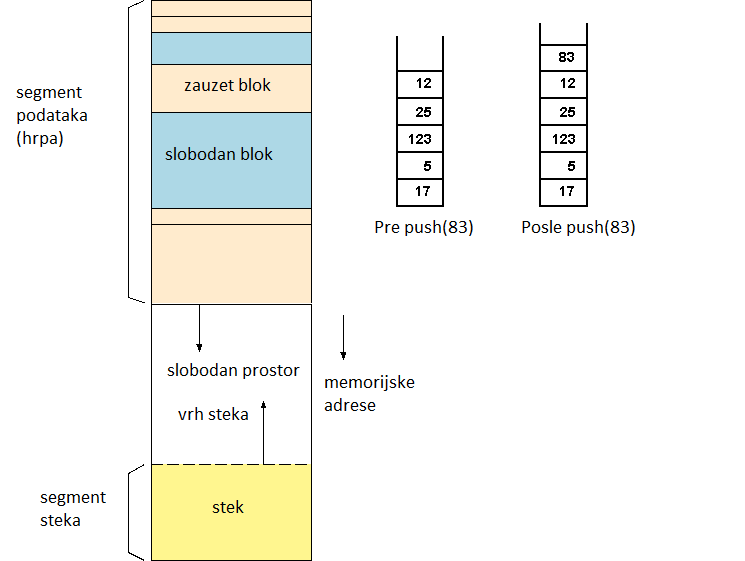 segment
podataka
(hrpa)
zauzet blok
slobodan blok
12
25
123
5
17
Pre push(83)
83
12
25
123
5
17
Posle push(83)
slobodan prostor
vrh steka
memorijske
adrese
segment
steka
stek